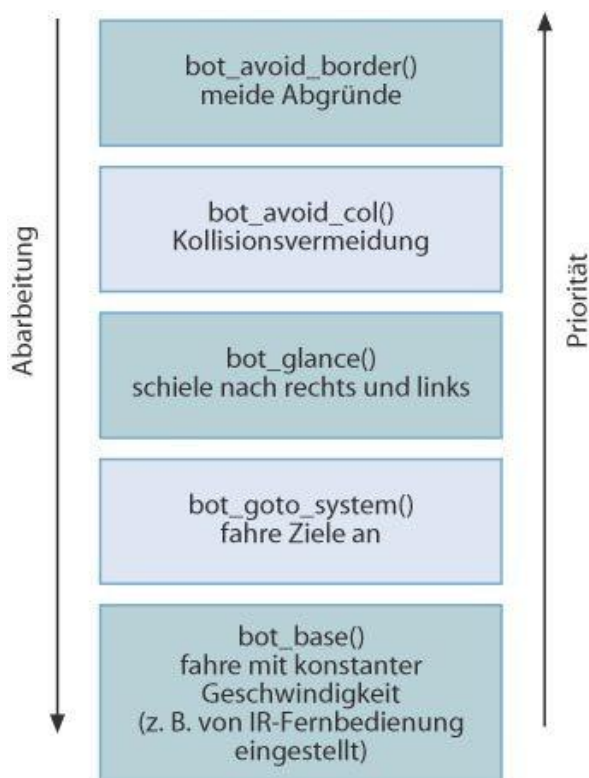 Abarbeitung
bot_avoid_border()
meide Abgründe
bot_avoid_col()
Kollisionsvermeidung
bot_glance()
schiele nach rechts und links
bot_goto_system()
fahre Ziele an
bot_base()
fahre mit konstanter
Geschwindigkeit
(z. B. von IR-Fernbedienung
eingestellt)
Priorität